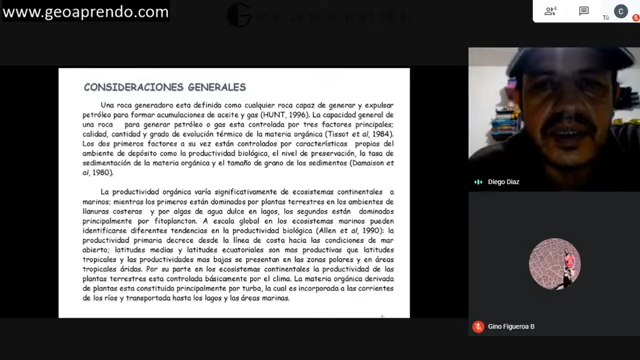 www.geoaprendo.com
4
C
Tú
CONSIDERACIONES GENERALES
Una roca generadora esta definida como cualquier roca capaz de generar y expulsar
petróleo para formar acumulaciones de aceite y gas (HUNT, 1996). La capacidad general de
una roca para generar petróleo o gas esta controlada por tres factores principales;
calidad, cantidad y grado de evolución térmico de la materia orgánica (Tissot et al, 1984).
Los dos primeros factores a su vez están controlados por características propias del
ambiente de depósito como la productividad biológica, el nivel de preservación, la tasa de
sedimentación de la materia orgánica y el tamaño de grano de los sedimentos (Damaison et
al, 1980).
La productividad orgánica varía significativamente de ecosistemas continentales a
marinos; mientras los primeros están dominados por plantas terrestres en los ambientes de
llanuras costeras y por algas de agua dulce en lagos, los segundos están dominados
principalmente por fitoplancton. A escala global en los ecosistemas marinos pueden
identificarse diferentes tendencias en la productividad biológica (Allen et al, 1990): la
productividad primaria decrece desde la línea de costa hacia las condiciones de mar
abierto; latitudes medias y latitudes ecuatoriales son mas productivas que latitudes
tropicales y las productividades mas bajas se presentan en las zonas polares y en áreas
tropicales áridas. Por su parte en los ecosistemas continentales la productividad de las
plantas terrestres esta controlada básicamente por el clima. La materia orgánica derivada
de plantas esta constituida principalmente por turba, la cual es incorporada a las corrientes
de los ríos y transportada hasta los lagos y las áreas marinas.
Diego Diaz
Gino Figueroa B